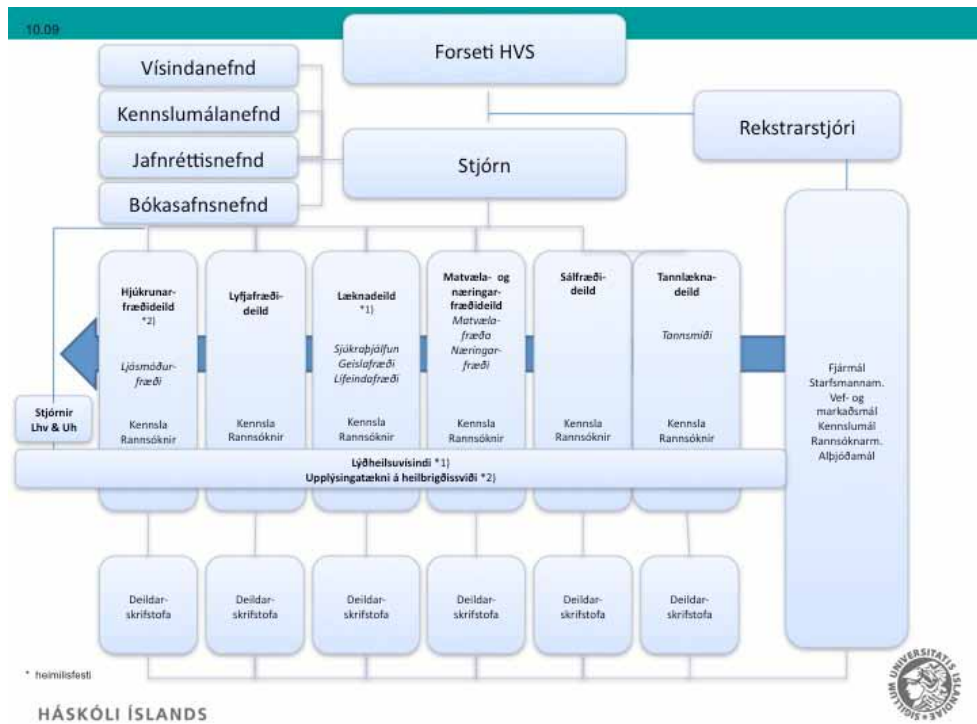 10.09
Forseti HVS
Vísindanefnd
Kennslumálanefnd
Jafnréttisnefnd
Bókasafnsnefnd
Stjórn
Rekstrarstjóri
Hjúkrunar-
fræðideild
*2)
Ljósmóður-
fræði
Kennsla
Rannsóknir
Lyfjafræði-
deild
Kennsla
Rannsóknir
Læknadeild
*1)
Sjúkraþjálfun
Geislafræði
Lífeindafræði
Kennsla
Rannsóknir
Matvæla- og
næringar-
fræðideild
Matvæla-
fræða
Næringar-
fræði
Kennsla
Rannsóknir
Sálfræði-
deild
Kennsla
Rannsóknir
Tannlækna-
deild
Tannsmíði
Kennsla
Rannsóknir
Fjármál
Starfsmannam.
Vef- og
markaðsmál
Kennslumál
Rannsóknarm.
Alþjóðamál
Stjórnir
Lhv & Uh
Lýðheilsuvísindi *1)
Upplýsingatækni á heilbrigðissviði *2)
Deildar-
skrifstofa
Deildar-
skrifstofa
Deildar-
skrifstofa
Deildar-
skrifstofa
Deildar-
skrifstofa
Deildar-
skrifstofa
* heimilisfesti
HÁSKÓLI ÍSLANDS
SIGILLUM UNIVERSITATIS ISLANDIAE